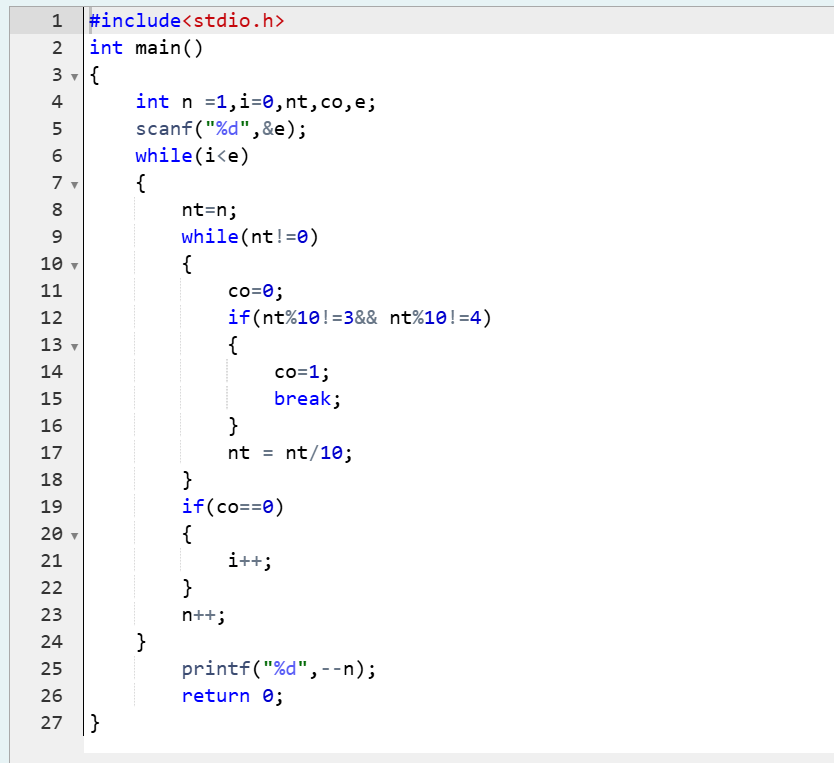 1 #include<stdio.h>
2 int main()
3 {
4 int n =1,i=0,nt,co,e;
5 scanf("%d",&e);
6 while(i<e)
7 {
8 nt=n;
9 while(nt!=0)
10 {
11 co=0;
12 if(nt%10!=3&& nt%10!=4)
13 {
14 co=1;
15 break;
16 }
17 nt = nt/10;
18 }
19 if(co==0)
20 {
21 i++;
22 }
23 n++;
24 }
25 printf("%d",--n);
26 return 0;
27 }